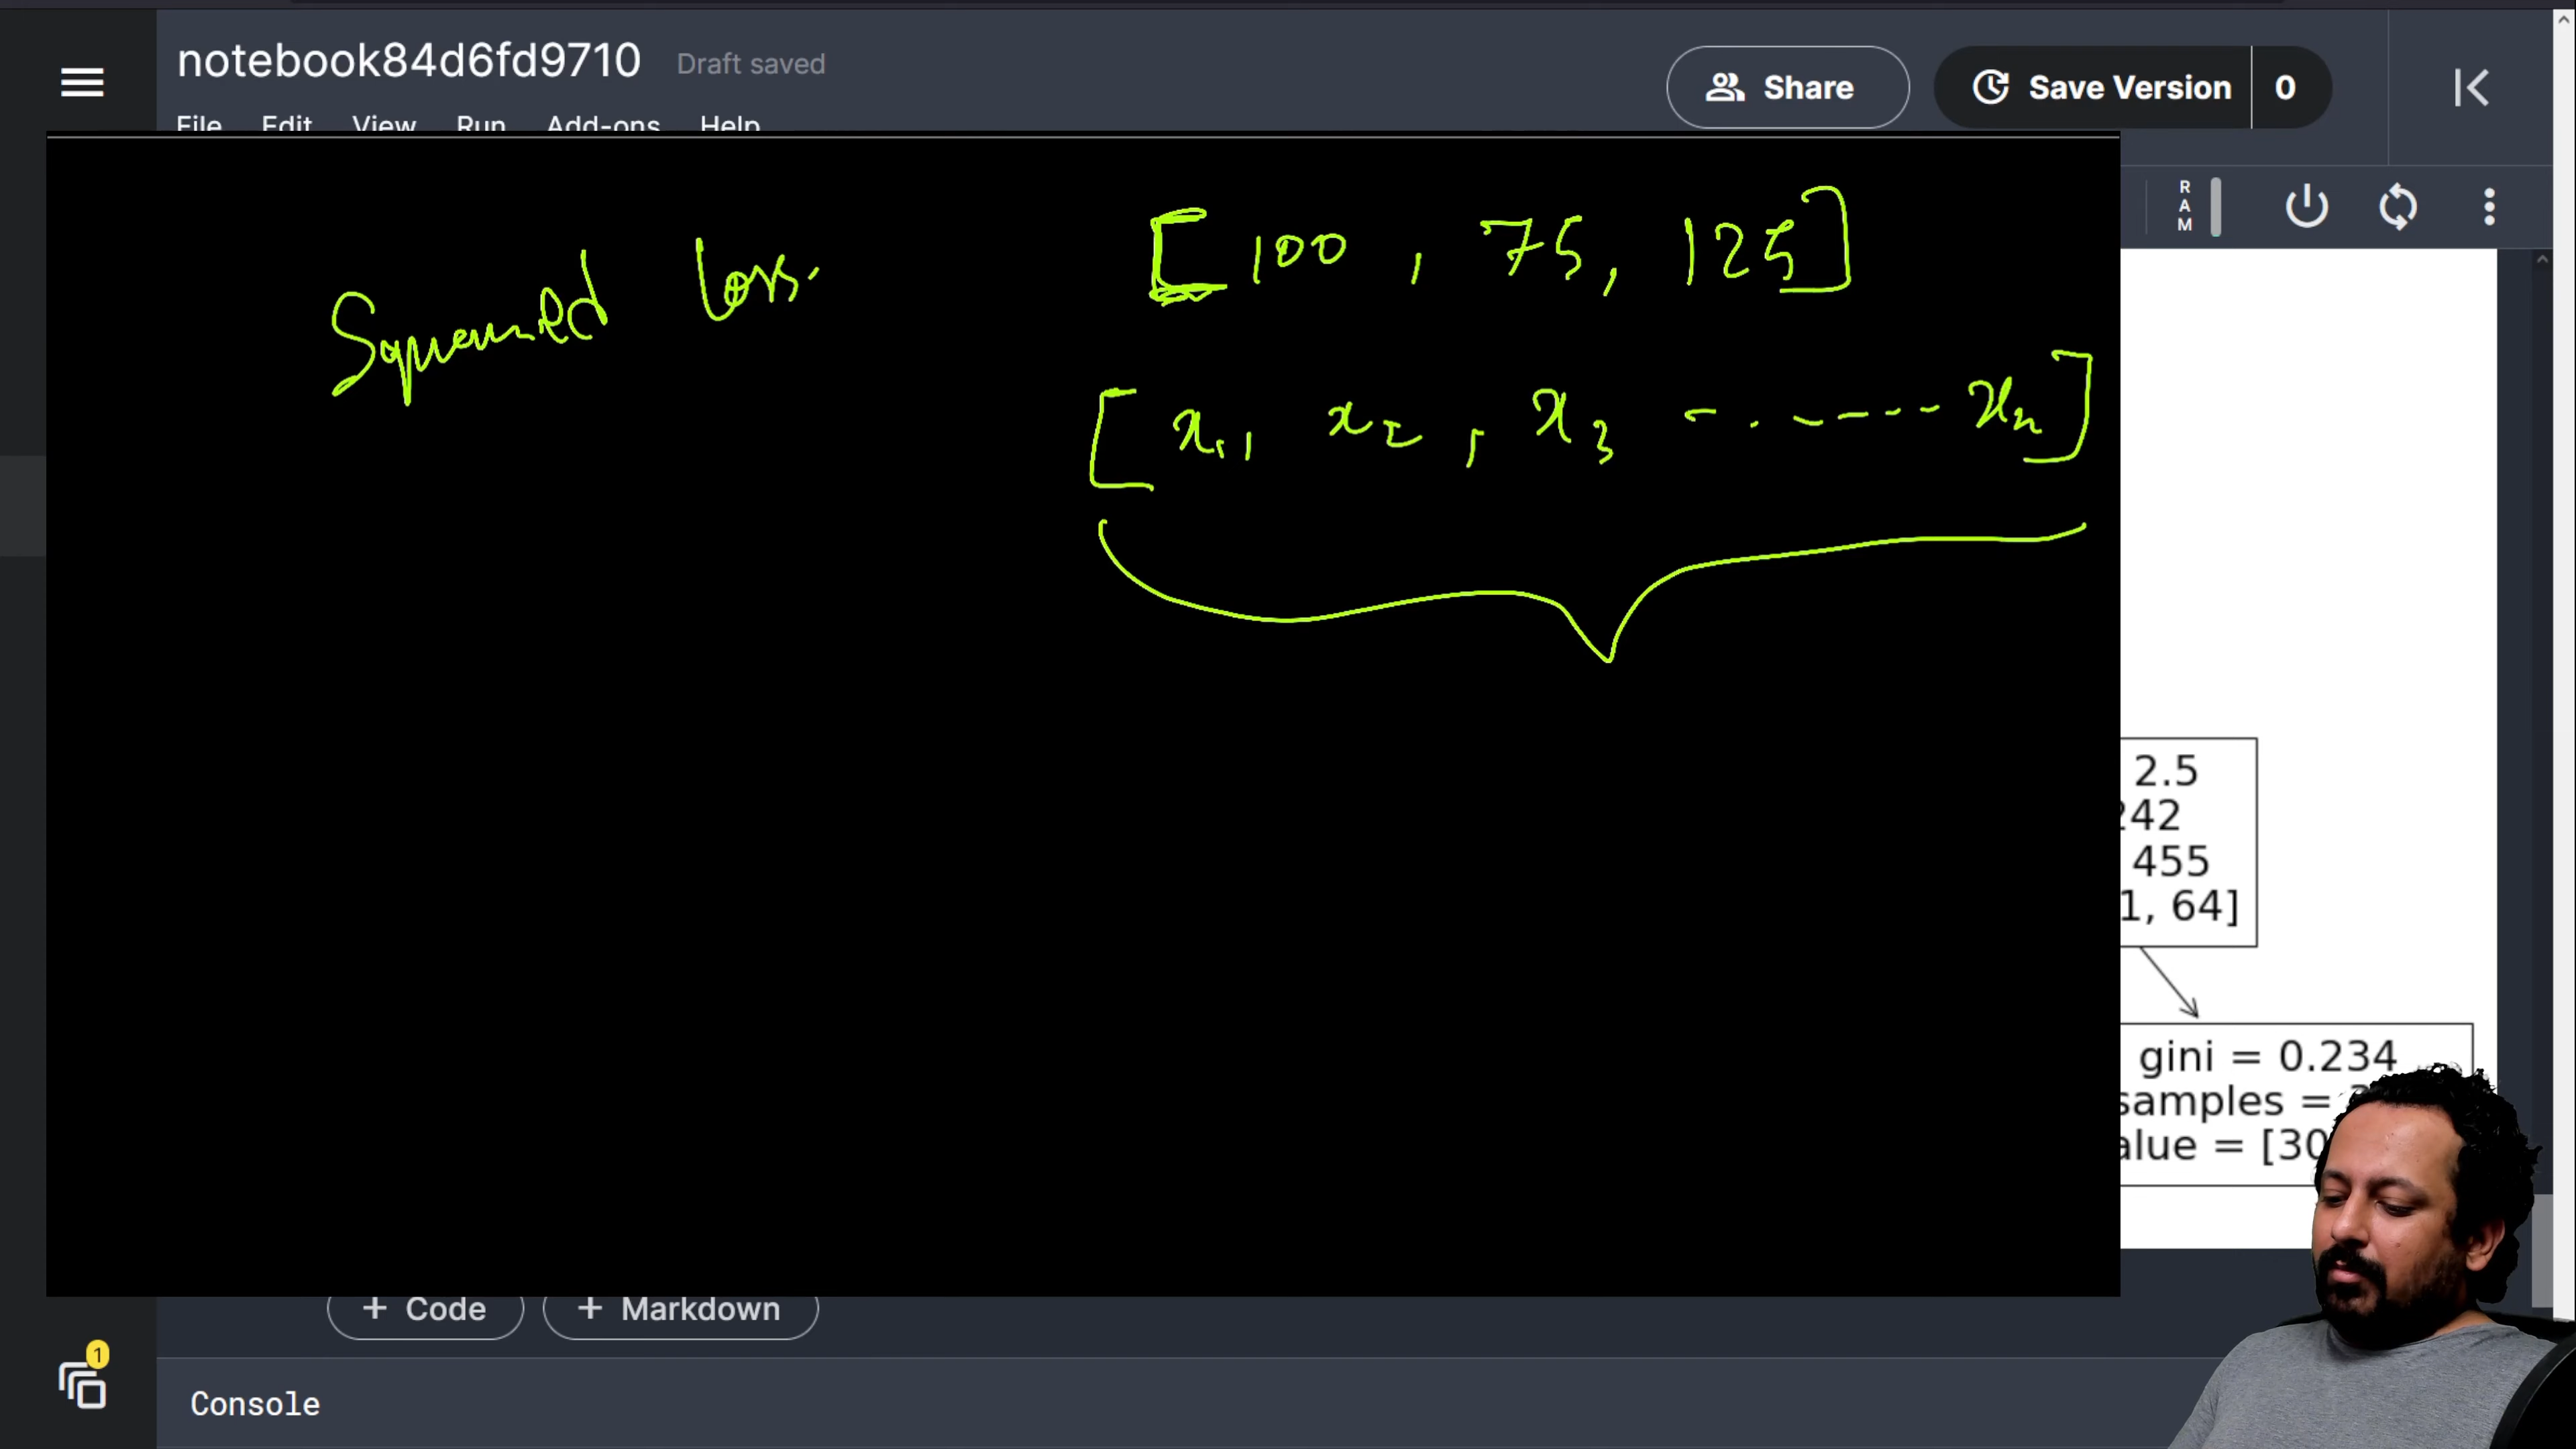 notebook84d6fd9710 Draft saved
Share
Save Version 0
File Edit View Run Add-ons Help
RAM
Squared loss.
[100, 75, 125]
[x1, x2, x3 ------- xn]
2.5
242
455
1, 64]
gini = 0.234
samples =
alue = [30
+ Code + Markdown
1
Console